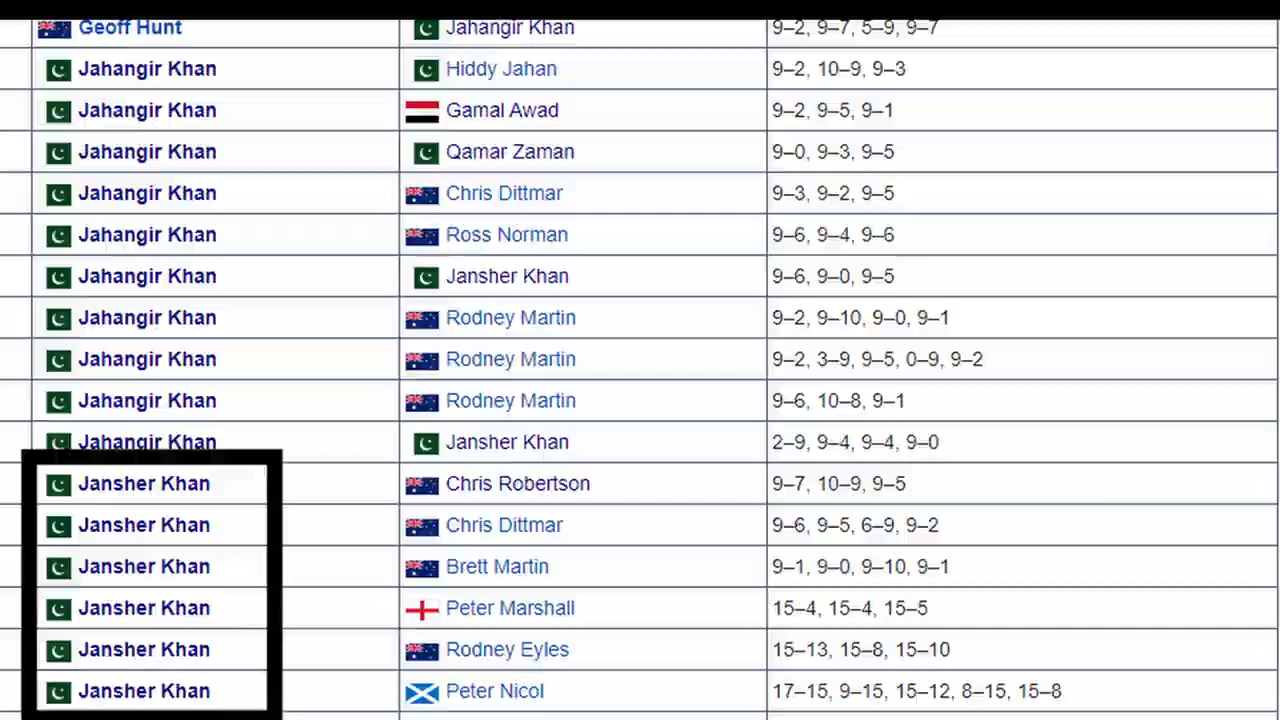 Geoff Hunt Jahangir Khan 9–2, 9–7, 5–9, 9–7
Jahangir Khan Hiddy Jahan 9–2, 10–9, 9–3
Jahangir Khan Gamal Awad 9–2, 9–5, 9–1
Jahangir Khan Qamar Zaman 9–0, 9–3, 9–5
Jahangir Khan Chris Dittmar 9–3, 9–2, 9–5
Jahangir Khan Ross Norman 9–6, 9–4, 9–6
Jahangir Khan Jansher Khan 9–6, 9–0, 9–5
Jahangir Khan Rodney Martin 9–2, 9–10, 9–0, 9–1
Jahangir Khan Rodney Martin 9–2, 3–9, 9–5, 0–9, 9–2
Jahangir Khan Rodney Martin 9–6, 10–8, 9–1
Jahangir Khan Jansher Khan 2–9, 9–4, 9–4, 9–0
Jansher Khan Chris Robertson 9–7, 10–9, 9–5
Jansher Khan Chris Dittmar 9–6, 9–5, 6–9, 9–2
Jansher Khan Brett Martin 9–1, 9–0, 9–10, 9–1
Jansher Khan Peter Marshall 15–4, 15–4, 15–5
Jansher Khan Rodney Eyles 15–13, 15–8, 15–10
Jansher Khan Peter Nicol 17–15, 9–15, 15–12, 8–15, 15–8